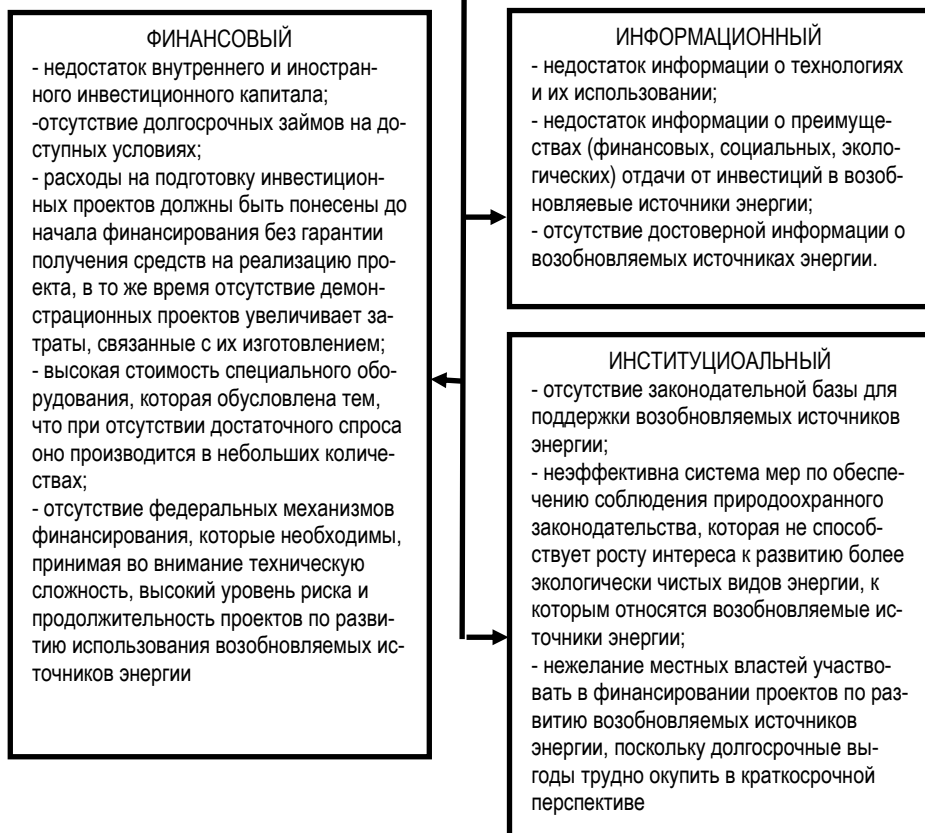 ФИНАНСОВЫЙ
- недостаток внутреннего и иностран-
ного инвестиционного капитала;
-отсутствие долгосрочных займов на до-
ступных условиях;
- расходы на подготовку инвестицион-
ных проектов должны быть понесены до
начала финансирования без гарантии
получения средств на реализацию про-
екта, в то же время отсутствие демон-
страционных проектов увеличивает за-
траты, связанные с их изготовлением;
- высокая стоимость специального обо-
рудования, которая обусловлена тем,
что при отсутствии достаточного спроса
оно производится в небольших количе-
ствах;
- отсутствие федеральных механизмов
финансирования, которые необходимы,
принимая во внимание техническую
сложность, высокий уровень риска и
продолжительность проектов по разви-
тию использования возобновляемых ис-
точников энергии
ИНФОРМАЦИОННЫЙ
- недостаток информации о технологиях
и их использовании;
- недостаток информации о преимуще-
ствах (финансовых, социальных, эколо-
гических) отдачи от инвестиций в возоб-
новляевые источники энергии;
- отсутствие достоверной информации о
возобновляемых источниках энергии.
ИНСТИТУЦИОАЛЬНЫЙ
- отсутствие законодательной базы для
поддержки возобновляемых источников
энергии;
- неэффективна система мер по обеспе-
чению соблюдения природоохранного
законодательства, которая не способ-
ствует росту интереса к развитию более
экологически чистых видов энергии, к
которым относятся возобновляемые ис-
точники энергии;
- нежелание местных властей участво-
вать в финансировании проектов по раз-
витию возобновляемых источников
энергии, поскольку долгосрочные вы-
годы трудно окупить в краткосрочной
перспективе